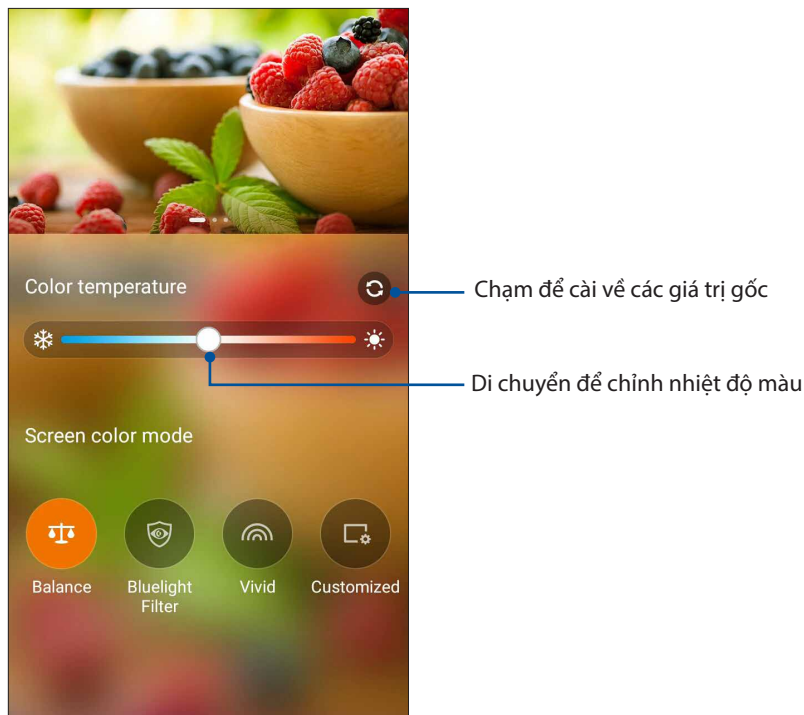 Color temperature
Chạm để cài về các giá trị gốc
Di chuyển để chỉnh nhiệt độ màu
Screen color mode
Balance
Bluelight
Filter
Vivid
Customized